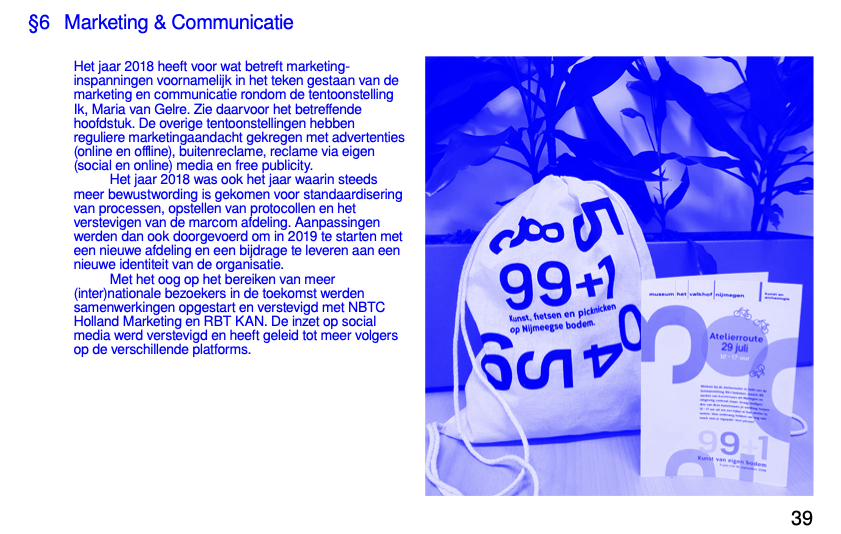 §6 Marketing & Communicatie
Het jaar 2018 heeft voor wat betreft marketing-
inspanningen voornamelijk in het teken gestaan van de
marketing en communicatie rondom de tentoonstelling
Ik, Maria van Gelre. Zie daarvoor het betreffende
hoofdstuk. De overige tentoonstellingen hebben
reguliere marketingaandacht gekregen met advertenties
(online en offline), buitenreclame, reclame via eigen
(social en online) media en free publicity.
Het jaar 2018 was ook het jaar waarin steeds
meer bewustwording is gekomen voor standaardisering
van processen, opstellen van protocollen en het
verstevigen van de marcom afdeling. Aanpassingen
werden dan ook doorgevoerd om in 2019 te starten met
een nieuwe afdeling en een bijdrage te leveren aan een
nieuwe identiteit van de organisatie.
Met het oog op het bereiken van meer
(inter)nationale bezoekers in de toekomst werden
samenwerkingen opgestart en verstevigd met NBTC
Holland Marketing en RBT KAN. De inzet op social
media werd verstevigd en heeft geleid tot meer volgers
op de verschillende platforms.
99+1
Kunst, fietsen en picknicken
op Nijmeegse bodem.
museum het valkhof nijmegen
kunst en
archeologie
Atelierroute
29 juli
10 - 17 uur
99+1
Kunst van eigen bodem
39